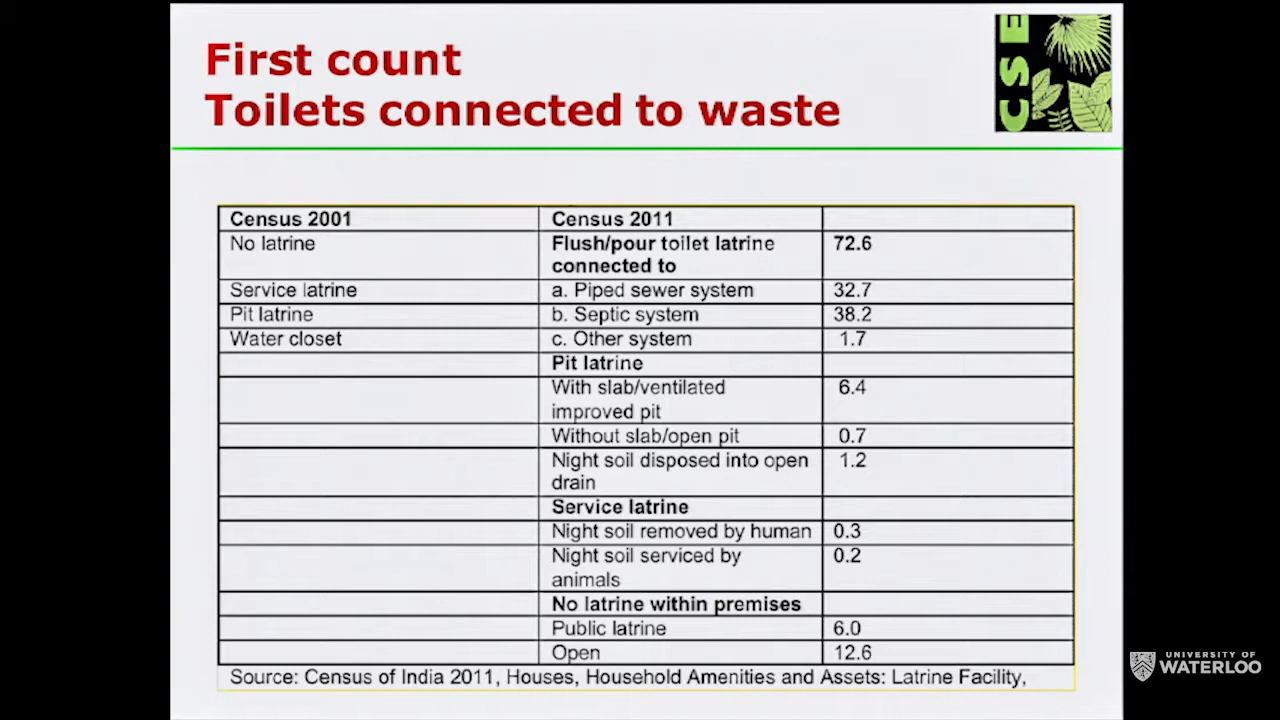 First count
Toilets connected to waste
CSE
Census 2001 Census 2011
No latrine Flush/pour toilet latrine 72.6
connected to
Service latrine a. Piped sewer system 32.7
Pit latrine b. Septic system 38.2
Water closet c. Other system 1.7
Pit latrine
With slab/ventilated 6.4
improved pit
Without slab/open pit 0.7
Night soil disposed into open 1.2
drain
Service latrine
Night soil removed by human 0.3
Night soil serviced by 0.2
animals
No latrine within premises
Public latrine 6.0
Open 12.6
Source: Census of India 2011, Houses, Household Amenities and Assets: Latrine Facility,
UNIVERSITY OF
WATERLOO